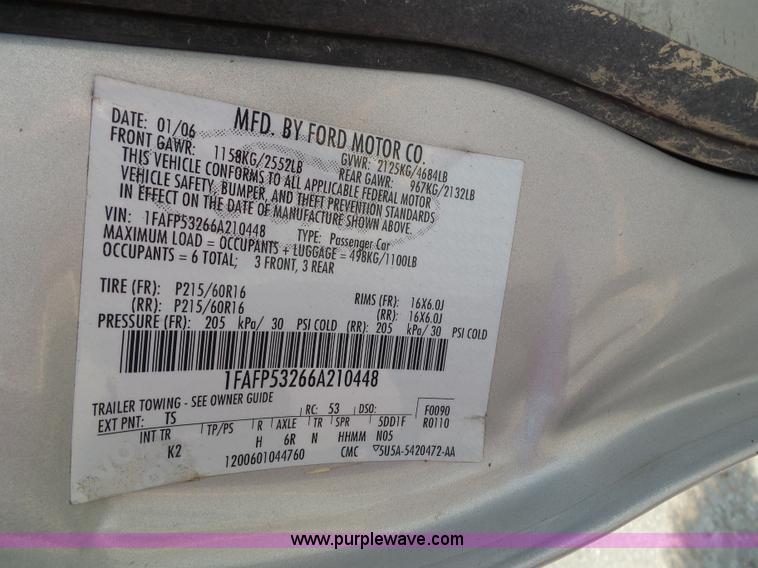 MFD. BY FORD MOTOR CO.
DATE: 01/06
GVWR: 2125KG/4684LB
FRONT GAWR: 1158KG/2552LB
REAR GAWR: 967KG/2132LB
THIS VEHICLE CONFORMS TO ALL APPLICABLE FEDERAL MOTOR
VEHICLE SAFETY, BUMPER, AND THEFT PREVENTION STANDARDS
IN EFFECT ON THE DATE OF MANUFACTURE SHOWN ABOVE.
VIN: 1FAFP53266A210448
TYPE: Passenger Car
MAXIMUM LOAD = OCCUPANTS + LUGGAGE = 498KG/1100LB
OCCUPANTS = 6 TOTAL; 3 FRONT, 3 REAR
TIRE (FR): P215/60R16 RIMS (FR): 16X6.0J
(RR): P215/60R16 (RR): 16X6.0J
PRESSURE (FR): 205 kPa/ 30 PSI COLD (RR): 205 kPa/ 30 PSI COLD
1FAFP53266A210448
TRAILER TOWING - SEE OWNER GUIDE
EXT PNT: TS RC: 53 DSO: F0090
INT TR TP/PS R AXLE TR SPR 5DD1F R0110
K2 H 6R N HHMM N05
1200601044760 CMC 5U5A-5420472-AA
www.purplewave.com